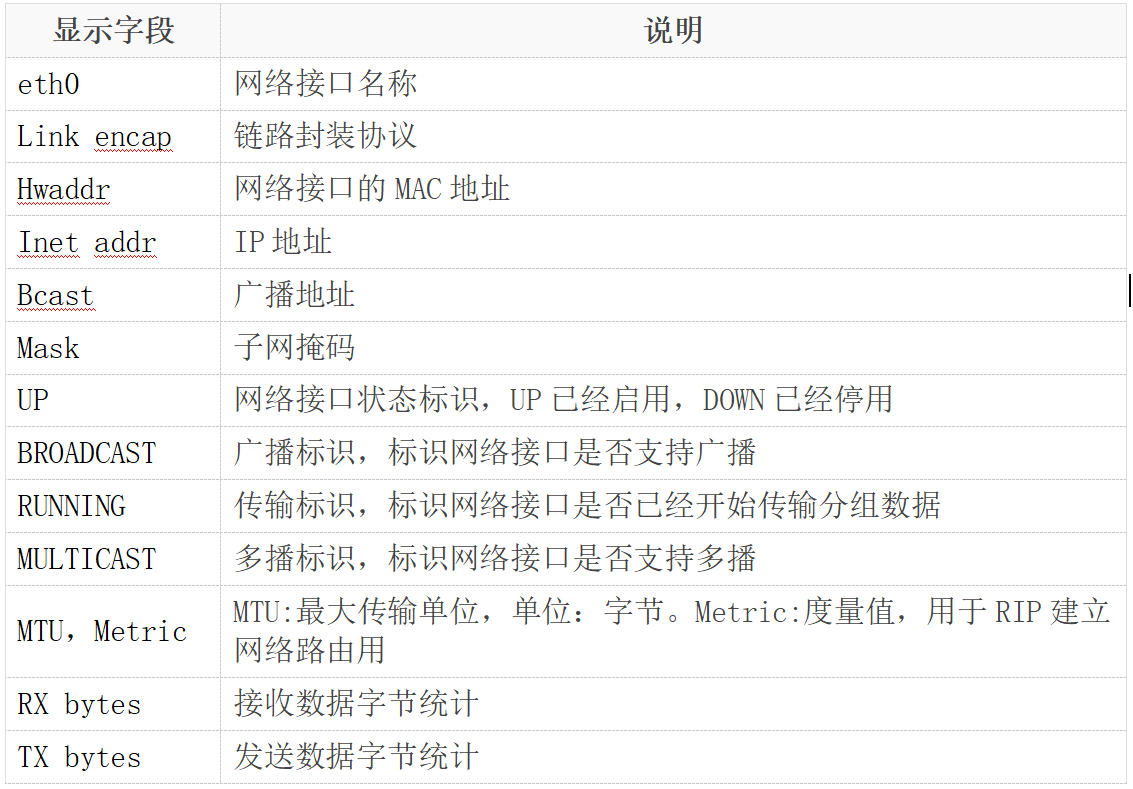 显示字段 说明
eth0 网络接口名称
Link encap 链路封装协议
Hwaddr 网络接口的 MAC 地址
Inet addr IP 地址
Bcast 广播地址
Mask 子网掩码
UP 网络接口状态标识，UP 已经启用，DOWN 已经停用
BROADCAST 广播标识，标识网络接口是否支持广播
RUNNING 传输标识，标识网络接口是否已经开始传输分组数据
MULTICAST 多播标识，标识网络接口是否支持多播
MTU，Metric MTU:最大传输单位，单位：字节。Metric:度量值，用于 RIP 建立
网络路由用
RX bytes 接收数据字节统计
TX bytes 发送数据字节统计